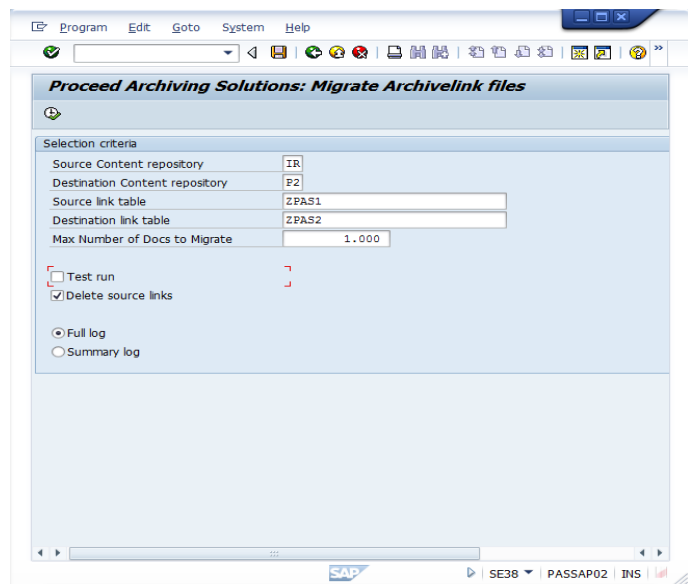 Program Edit Goto System Help
»
Proceed Archiving Solutions: Migrate Archivelink files
Selection criteria
Source Content repository IR
Destination Content repository P2
Source link table ZPAS1
Destination link table ZPAS2
Max Number of Docs to Migrate 1.000
Test run
Delete source links
Full log
Summary log
SAP SE38 PASSAP02 INS